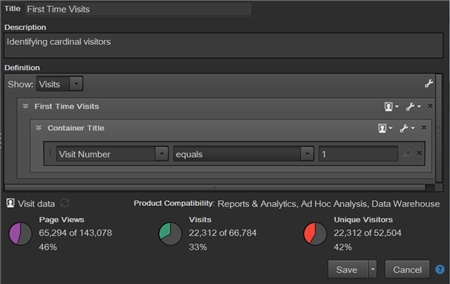 Title First Time Visits
Description
Identifying cardinal visitors
Definition
Show: Visits
First Time Visits
Container Title
Visit Number equals 1
Visit data Product Compatibility: Reports & Analytics, Ad Hoc Analysis, Data Warehouse
Page Views Visits Unique Visitors
65,294 of 143,078 22,312 of 66,784 22,312 of 52,504
46% 33% 42%
Save Cancel ?